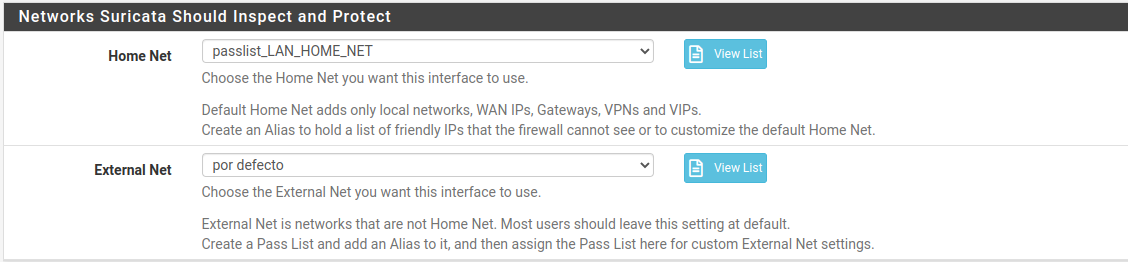 Networks Suricata Should Inspect and Protect
Home Net passlist_LAN_HOME_NET View List
Choose the Home Net you want this interface to use.
Default Home Net adds only local networks, WAN IPs, Gateways, VPNs and VIPs.
Create an Alias to hold a list of friendly IPs that the firewall cannot see or to customize the default Home Net.
External Net por defecto View List
Choose the External Net you want this interface to use.
External Net is networks that are not Home Net. Most users should leave this setting at default.
Create a Pass List and add an Alias to it, and then assign the Pass List here for custom External Net settings.